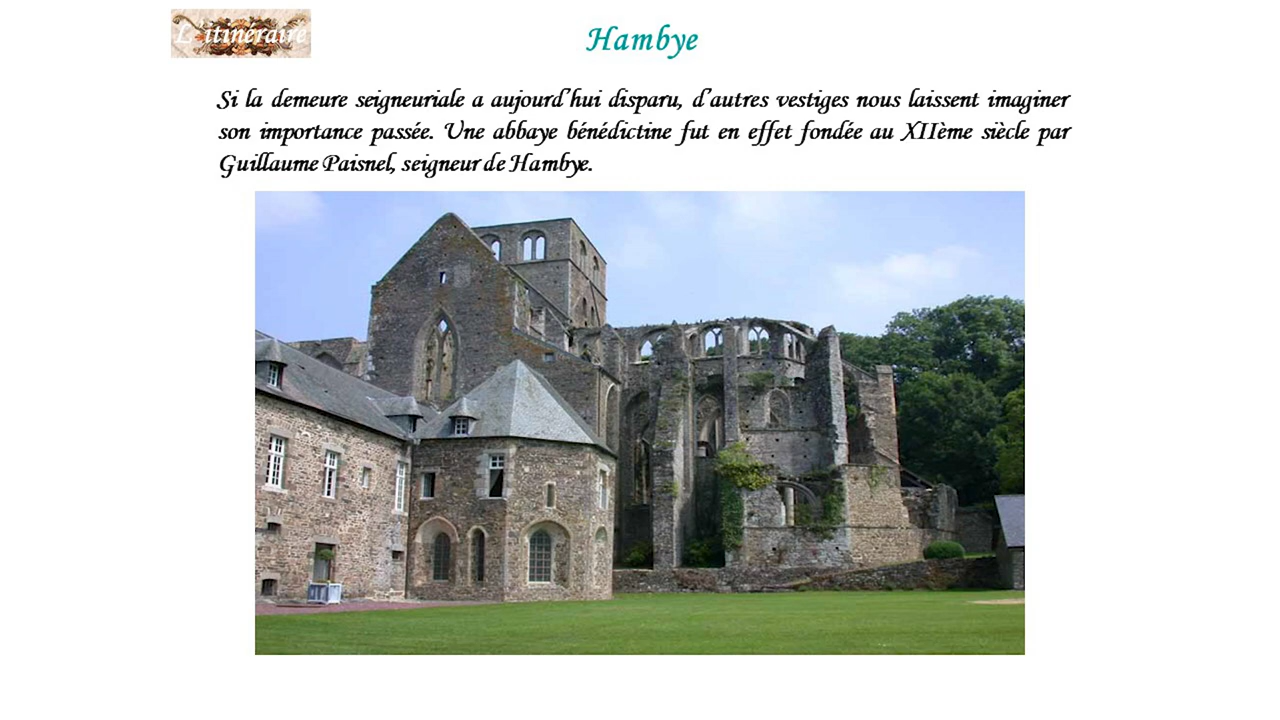 L'itinéraire
Hambye
Si la demeure seigneuriale a aujourd'hui disparu, d'autres vestiges nous laissent imaginer
son importance passée. Une abbaye bénédictine fut en effet fondée au XIIème siècle par
Guillaume Paisnel, seigneur de Hambye.